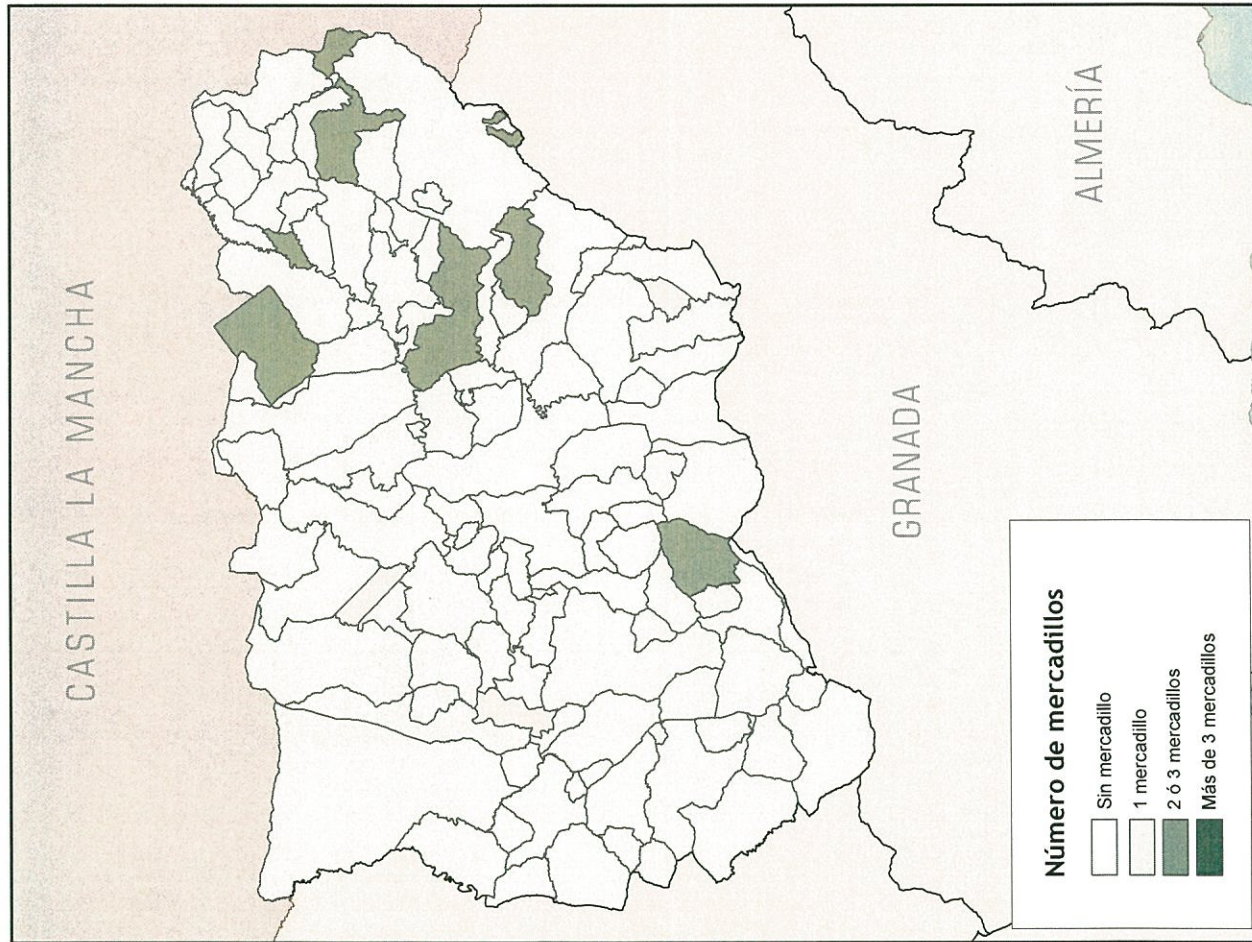 CASTILLA LA MANCHA
ALMERÍA
GRANADA
Número de mercadillos
Sin mercadillo
1 mercadillo
2 ó 3 mercadillos
Más de 3 mercadillos